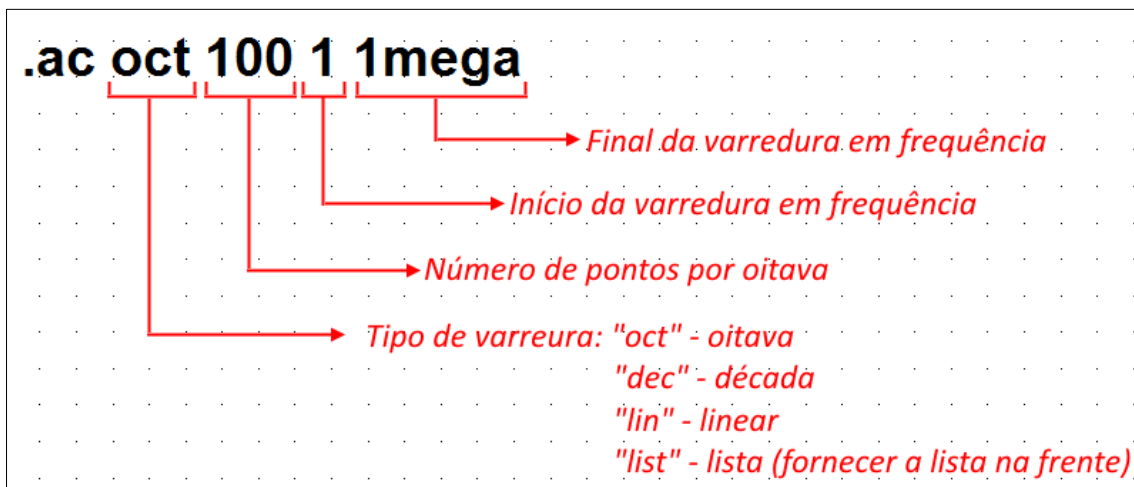 .ac oct 100 1 1mega
Final da varredura em frequência
Início da varredura em frequência
Número de pontos por oitava
Tipo de varreura: "oct" - oitava
"dec" - década
"lin" - linear
"list" - lista (fornecer a lista na frente)